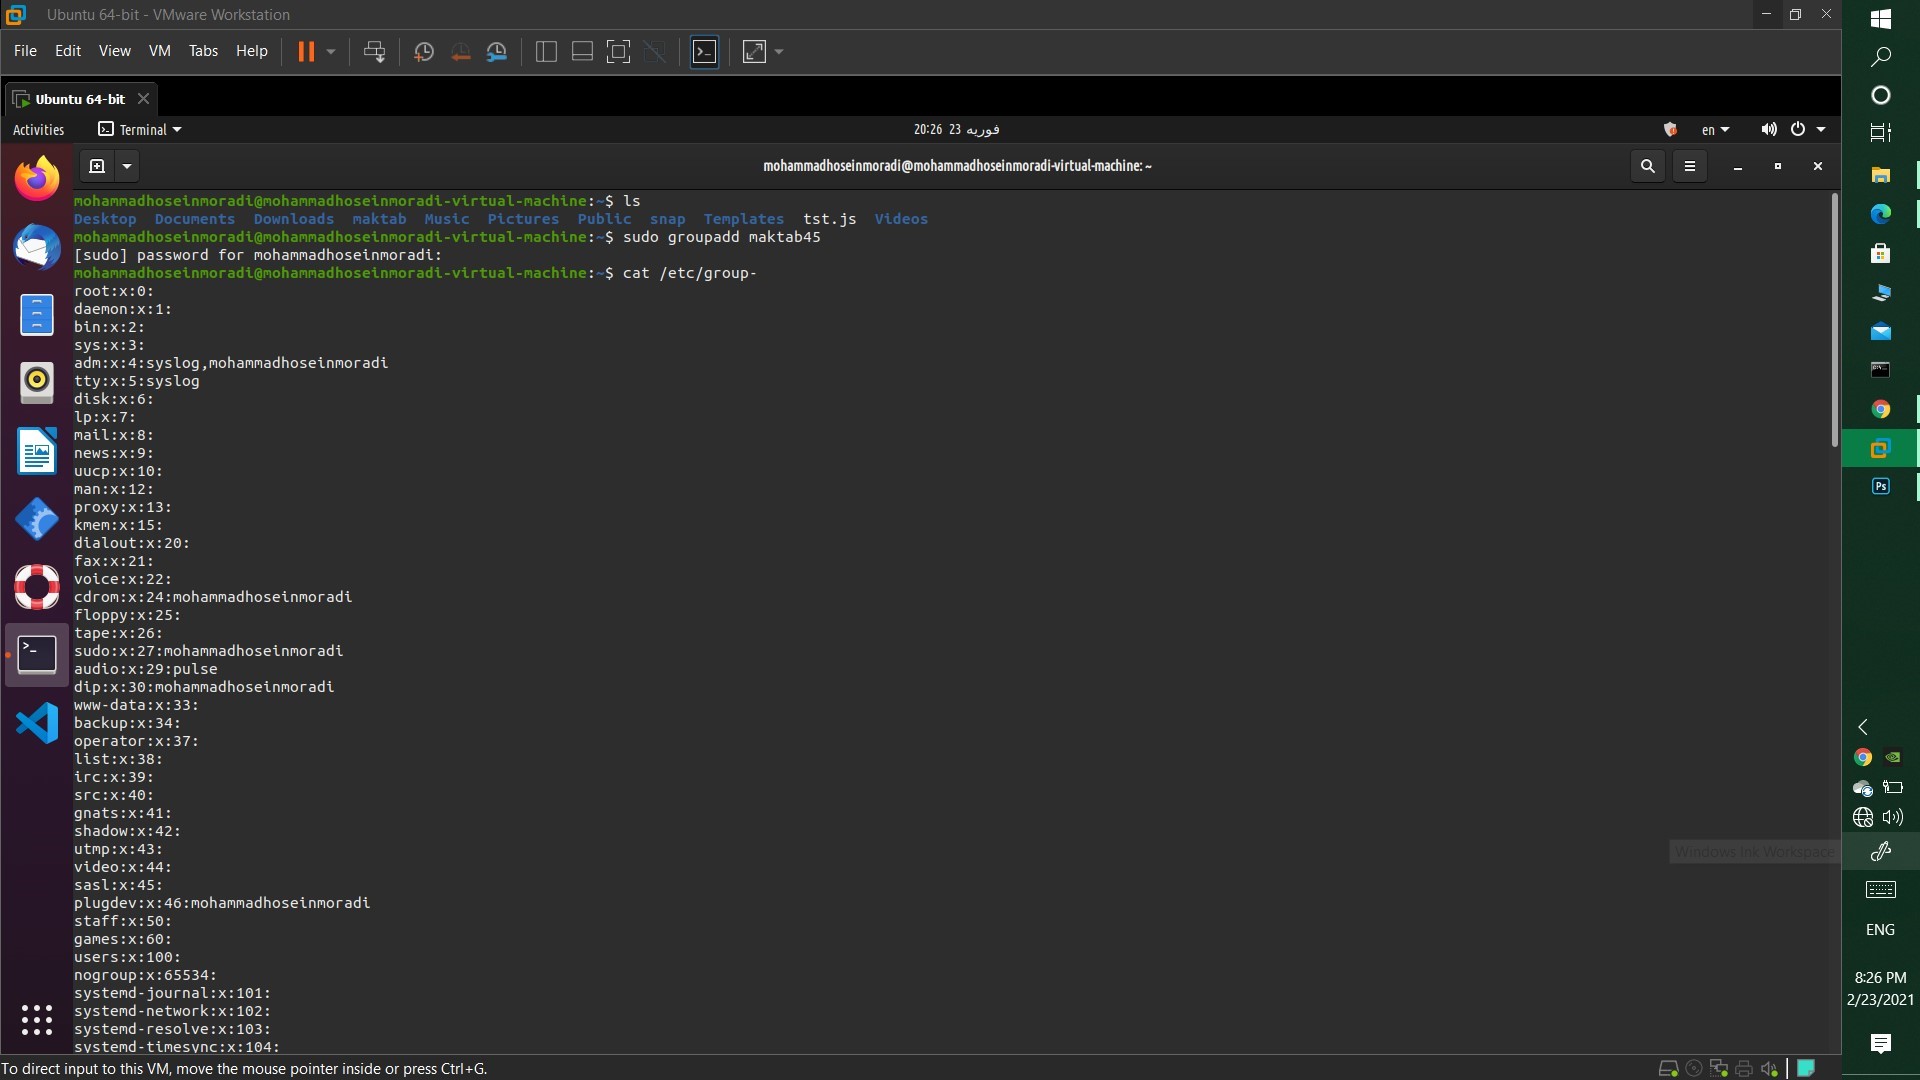 Ubuntu 64-bit - VMware Workstation
File Edit View VM Tabs Help
Ubuntu 64-bit
Activities Terminal 20:26 23 فوریه en
mohammadhoseinmoradi@mohammadhoseinmoradi-virtual-machine: ~
mohammadhoseinmoradi@mohammadhoseinmoradi-virtual-machine:~$ ls
Desktop Documents Downloads maktab Music Pictures Public snap Templates tst.js Videos
mohammadhoseinmoradi@mohammadhoseinmoradi-virtual-machine:~$ sudo groupadd maktab45
[sudo] password for mohammadhoseinmoradi:
mohammadhoseinmoradi@mohammadhoseinmoradi-virtual-machine:~$ cat /etc/group-
root:x:0:
daemon:x:1:
bin:x:2:
sys:x:3:
adm:x:4:syslog,mohammadhoseinmoradi
tty:x:5:syslog
disk:x:6:
lp:x:7:
mail:x:8:
news:x:9:
uucp:x:10:
man:x:12:
proxy:x:13:
kmem:x:15:
dialout:x:20:
fax:x:21:
voice:x:22:
cdrom:x:24:mohammadhoseinmoradi
floppy:x:25:
tape:x:26:
sudo:x:27:mohammadhoseinmoradi
audio:x:29:pulse
dip:x:30:mohammadhoseinmoradi
www-data:x:33:
backup:x:34:
operator:x:37:
list:x:38:
irc:x:39:
src:x:40:
gnats:x:41:
shadow:x:42:
utmp:x:43:
video:x:44:
sasl:x:45:
plugdev:x:46:mohammadhoseinmoradi
staff:x:50:
games:x:60:
users:x:100:
nogroup:x:65534:
systemd-journal:x:101:
systemd-network:x:102:
systemd-resolve:x:103:
systemd-timesync:x:104:
To direct input to this VM, move the mouse pointer inside or press Ctrl+G.
Ps
Windows Ink Workspace
ENG
8:26 PM
2/23/2021